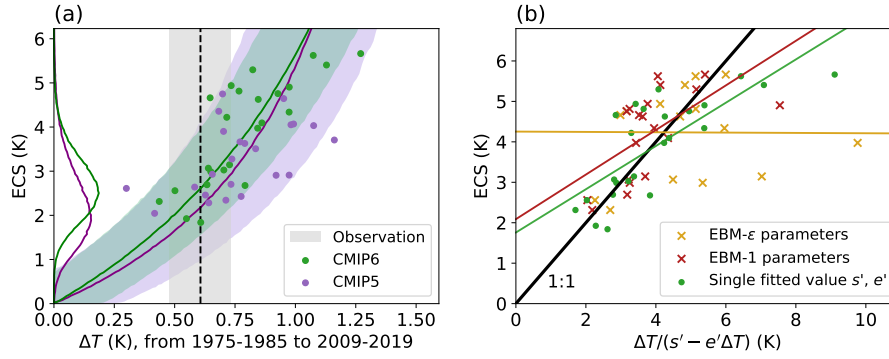 (a)
6
5
4
3
2
1
0
ECS (K)
0.00 0.25 0.50 0.75 1.00 1.25 1.50
ΔT (K), from 1975-1985 to 2009-2019
Observation
CMIP6
CMIP5
(b)
6
5
4
3
2
1
0
ECS (K)
0 2 4 6 8 10
ΔT/(s′ − e′ΔT) (K)
1:1
EBM-ε parameters
EBM-1 parameters
Single fitted value s', e'